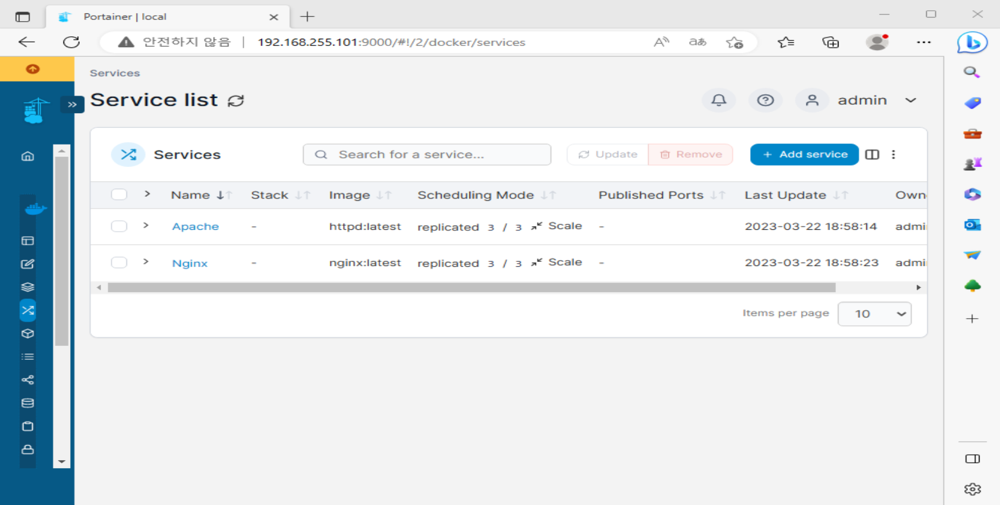 Portainer | local
안전하지 않음 | 192.168.255.101:9000/#!/2/docker/services
Services
Service list
admin
Services
Search for a service...
Update
Remove
+ Add service
Name
Stack
Image
Scheduling Mode
Published Ports
Last Update
Own
Apache - httpd:latest replicated 3 / 3 Scale - 2023-03-22 18:58:14 admi
Nginx - nginx:latest replicated 3 / 3 Scale - 2023-03-22 18:58:23 admi
Items per page 10